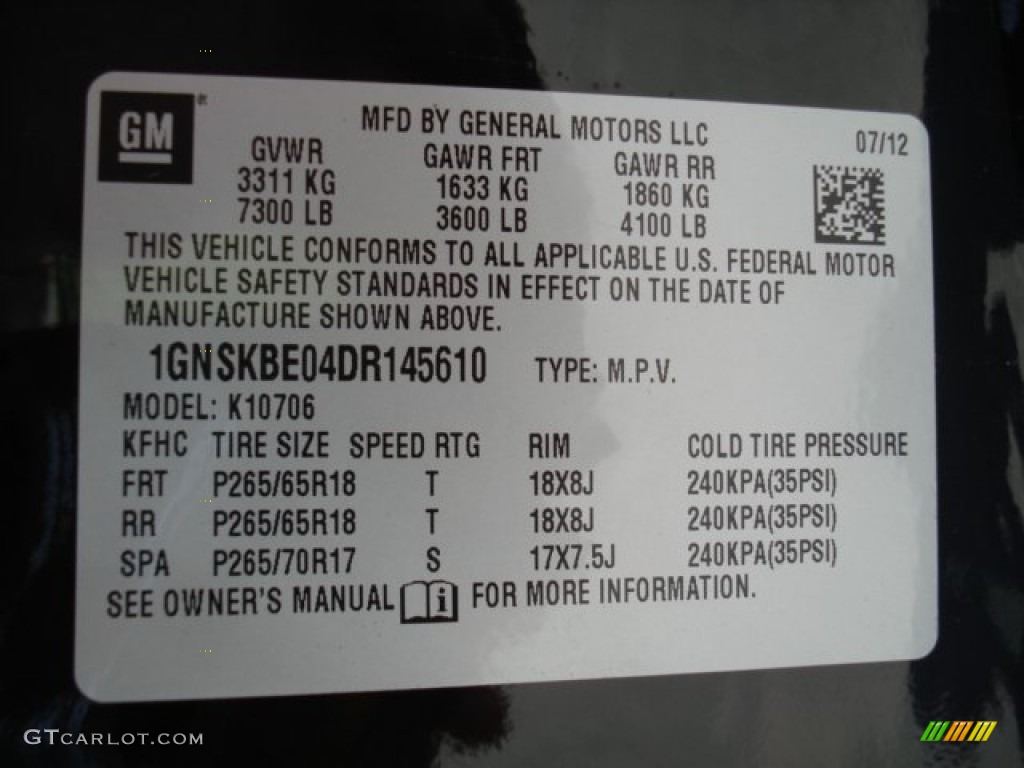 GM
MFD BY GENERAL MOTORS LLC
07/12
GVWR GAWR FRT GAWR RR
3311 KG 1633 KG 1860 KG
7300 LB 3600 LB 4100 LB
THIS VEHICLE CONFORMS TO ALL APPLICABLE U.S. FEDERAL MOTOR
VEHICLE SAFETY STANDARDS IN EFFECT ON THE DATE OF
MANUFACTURE SHOWN ABOVE.
1GNSKBE04DR145610 TYPE: M.P.V.
MODEL: K10706
KFHC TIRE SIZE SPEED RTG RIM COLD TIRE PRESSURE
FRT P265/65R18 T 18X8J 240KPA(35PSI)
RR P265/65R18 T 18X8J 240KPA(35PSI)
SPA P265/70R17 S 17X7.5J 240KPA(35PSI)
SEE OWNER'S MANUAL i FOR MORE INFORMATION.
GTCARLOT.COM